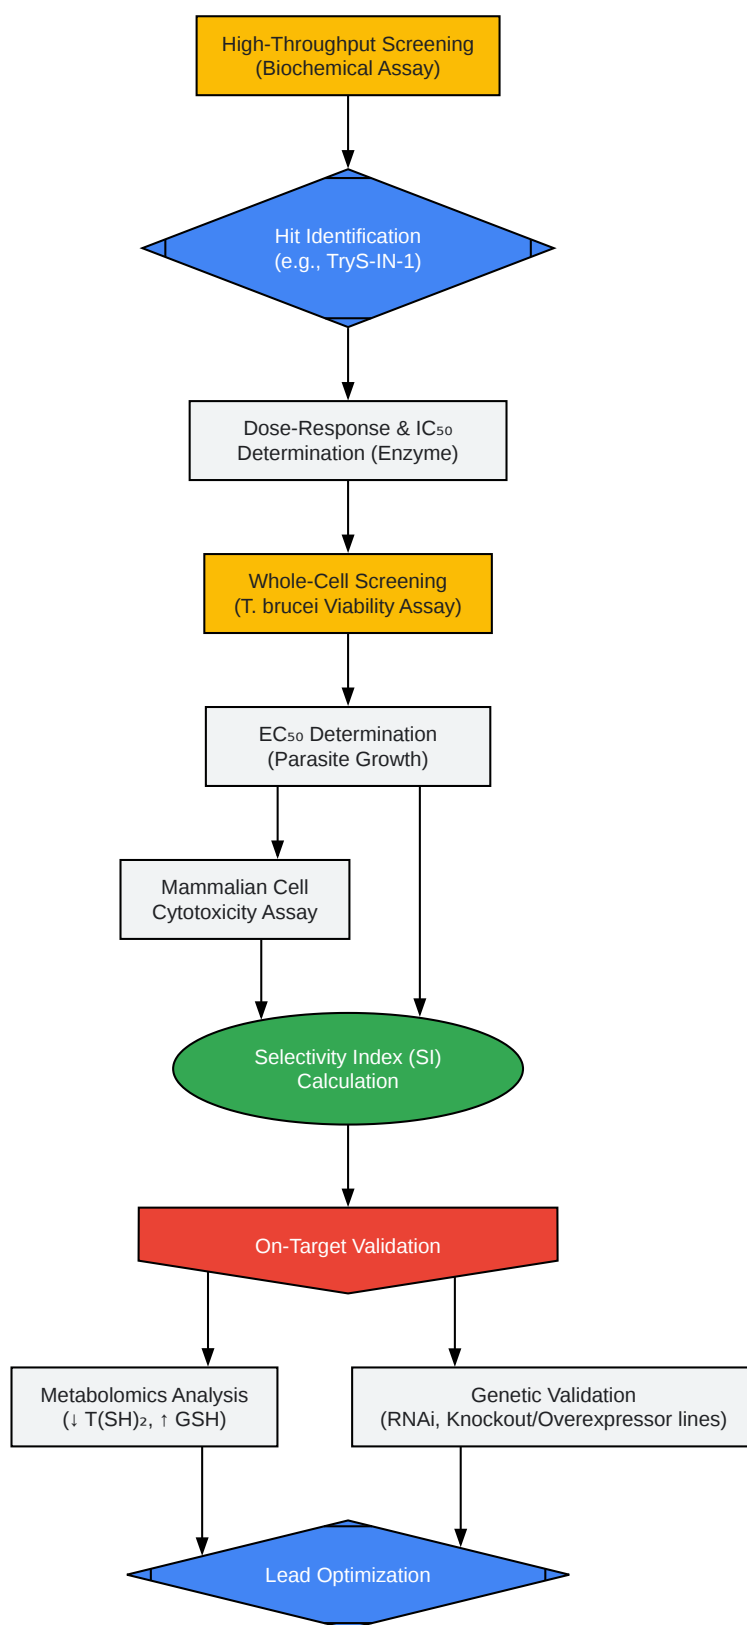 High-Throughput Screening
(Biochemical Assay)
Hit Identification
(e.g., TryS-IN-1)
Dose-Response & IC₅₀
Determination (Enzyme)
Whole-Cell Screening
(T. brucei Viability Assay)
EC₅₀ Determination
(Parasite Growth)
Mammalian Cell
Cytotoxicity Assay
Selectivity Index (SI)
Calculation
On-Target Validation
Metabolomics Analysis
(↓ T(SH)₂, ↑ GSH)
Genetic Validation
(RNAi, Knockout/Overexpressor lines)
Lead Optimization